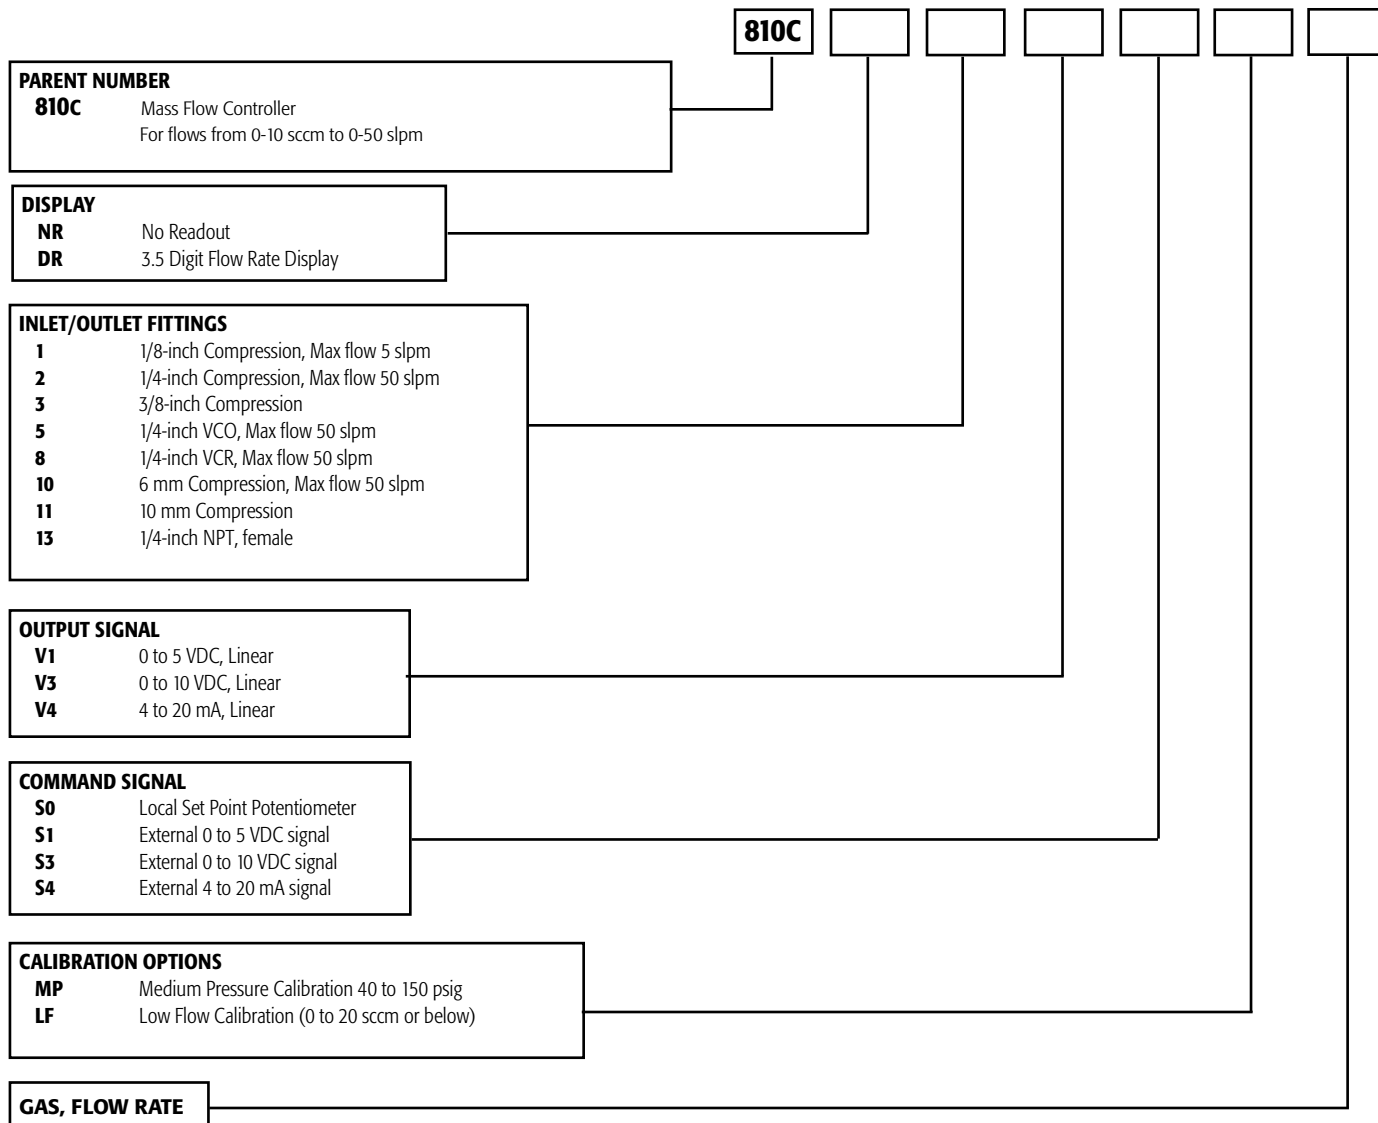 810C
PARENT NUMBER
810C Mass Flow Controller
For flows from 0-10 sccm to 0-50 slpm
DISPLAY
NR No Readout
DR 3.5 Digit Flow Rate Display
INLET/OUTLET FITTINGS
1 1/8-inch Compression, Max flow 5 slpm
2 1/4-inch Compression, Max flow 50 slpm
3 3/8-inch Compression
5 1/4-inch VCO, Max flow 50 slpm
8 1/4-inch VCR, Max flow 50 slpm
10 6 mm Compression, Max flow 50 slpm
11 10 mm Compression
13 1/4-inch NPT, female
OUTPUT SIGNAL
V1 0 to 5 VDC, Linear
V3 0 to 10 VDC, Linear
V4 4 to 20 mA, Linear
COMMAND SIGNAL
S0 Local Set Point Potentiometer
S1 External 0 to 5 VDC signal
S3 External 0 to 10 VDC signal
S4 External 4 to 20 mA signal
CALIBRATION OPTIONS
MP Medium Pressure Calibration 40 to 150 psig
LF Low Flow Calibration (0 to 20 sccm or below)
GAS, FLOW RATE